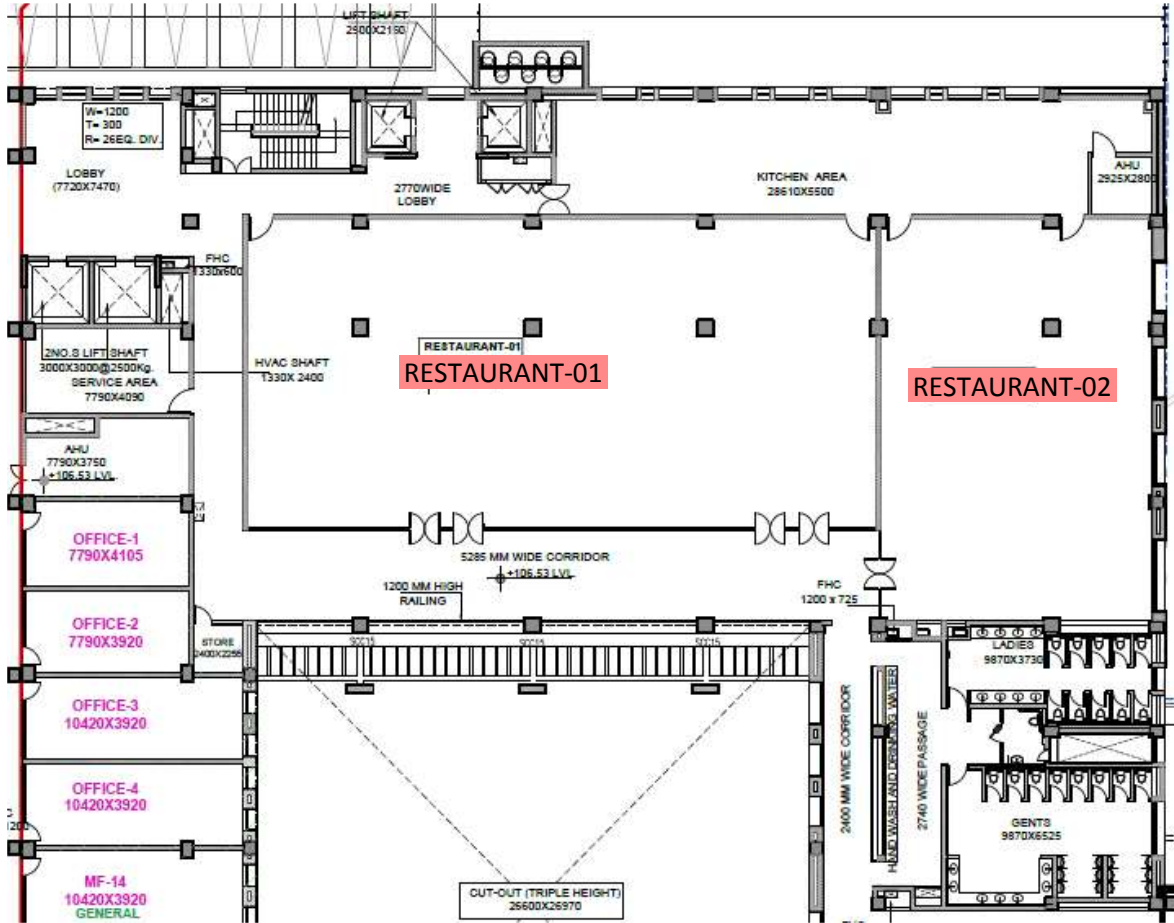 LIFT SHAFT
2500X2150
W=1200
T= 300
R= 26EQ. DIV.
LOBBY
(7720X7470)
2770WIDE
LOBBY
KITCHEN AREA
28610X5500
AHU
2925X2800
FHC
1330x600
2NO.S LIFT SHAFT
3000X3000@2500Kg.
SERVICE AREA
7790X4090
HVAC SHAFT
1330X 2400
RESTAURANT-01
RESTAURANT-01
RESTAURANT-02
AHU
7790X3750
+106.53 LVL
OFFICE-1
7790X4105
5285 MM WIDE CORRIDOR
+106.53 LVL
1200 MM HIGH
RAILING
FHC
1200 x 725
OFFICE-2
7790X3920
STORE
2400X2255
LADIES
9870X3730
OFFICE-3
10420X3920
2400 MM WIDE CORRIDOR
HAND WASH AND DRINKING WATER
2740 WIDE PASSAGE
OFFICE-4
10420X3920
GENTS
9870X6525
MF-14
10420X3920
GENERAL
CUT-OUT (TRIPLE HEIGHT)
26600X26970